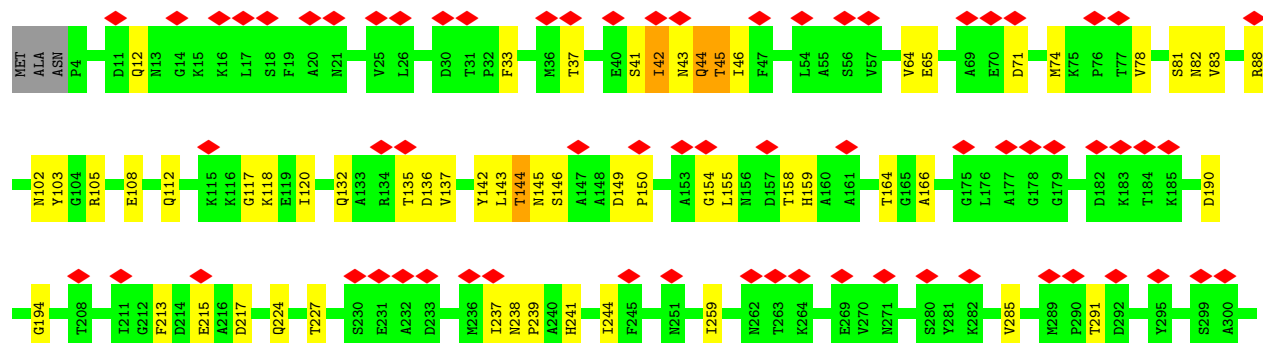 MET ALA ASN P4 D11 Q12 N13 G14 K15 K16 L17 S18 F19 A20 N21 V25 L26 D30 T31 P32 F33 M36 T37 E40 S41 I42 N43 Q44 T45 I46 F47 L54 A55 S56 V57 V64 E65 A69 E70 D71 M74 K75 P76 T77 V78 S81 N82 V83 R88
N102 Y103 G104 R105 E108 Q112 K115 K116 G117 K118 E119 I120 Q132 A133 R134 T135 D136 V137 Y142 L143 T144 N145 S146 A147 A148 D149 P150 A153 G154 L155 N156 D157 T158 H159 A160 A161 T164 G165 A166 G175 L176 A177 G178 G179 D182 K183 T184 K185 D190
G194 T208 I211 G212 F213 D214 E215 A216 D217 Q224 T227 S230 E231 A232 D233 M236 I237 N238 P239 A240 H241 I244 F245 N251 I259 N262 T263 K264 E269 V270 N271 S280 Y281 K282 V285 M289 P290 T291 D292 Y295 S299 A300